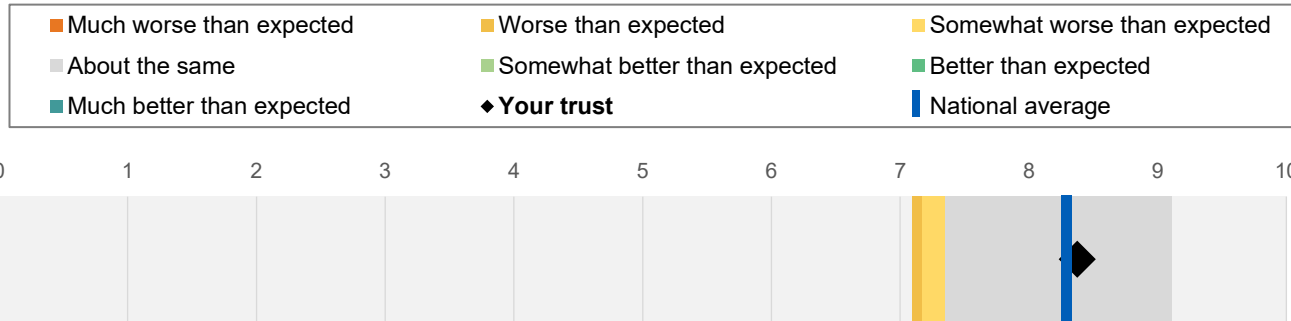 Much worse than expected Worse than expected Somewhat worse than expected
About the same Somewhat better than expected Better than expected
Much better than expected Your trust National average
0 1 2 3 4 5 6 7 8 9 10